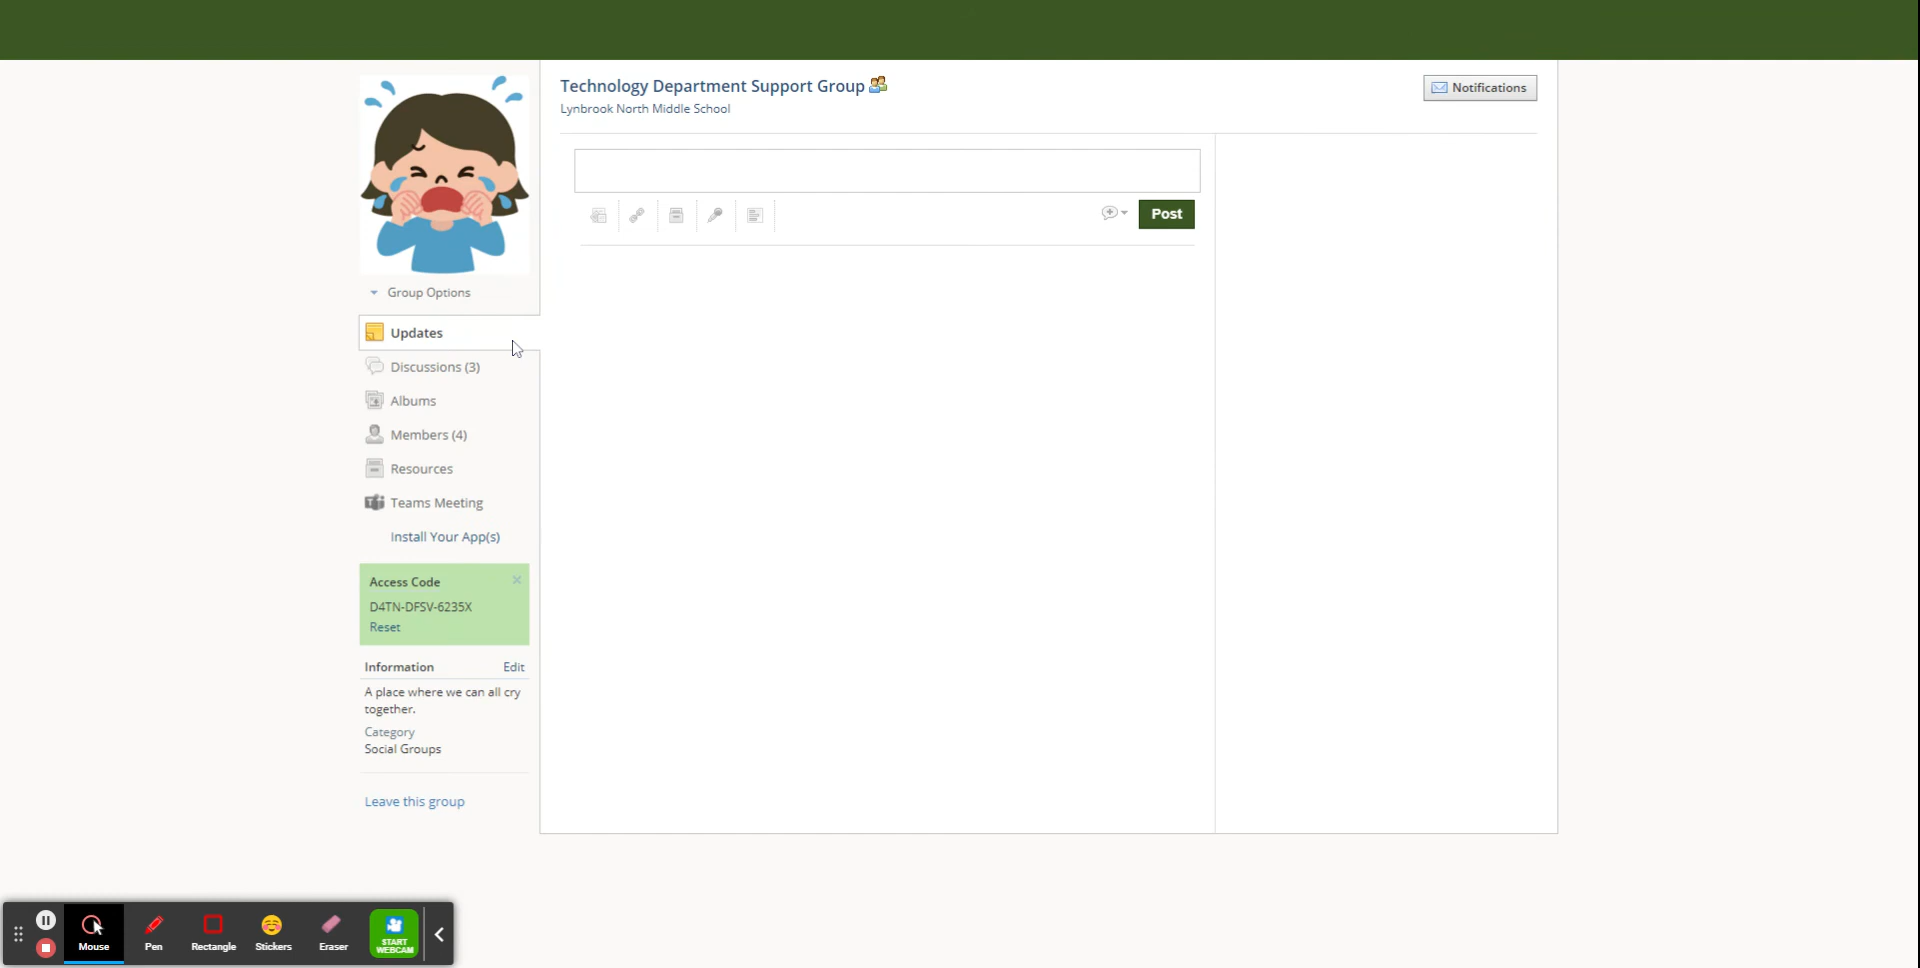 Technology Department Support Group
Lynbrook North Middle School
Notifications
Post
Group Options
Updates
Discussions (3)
Albums
Members (4)
Resources
Teams Meeting
Install Your App(s)
Access Code
D4TN-DFSV-6235X
Reset
Information Edit
A place where we can all cry
together.
Category
Social Groups
Leave this group
Mouse
Pen
Rectangle
Stickers
Eraser
START
WEBCAM